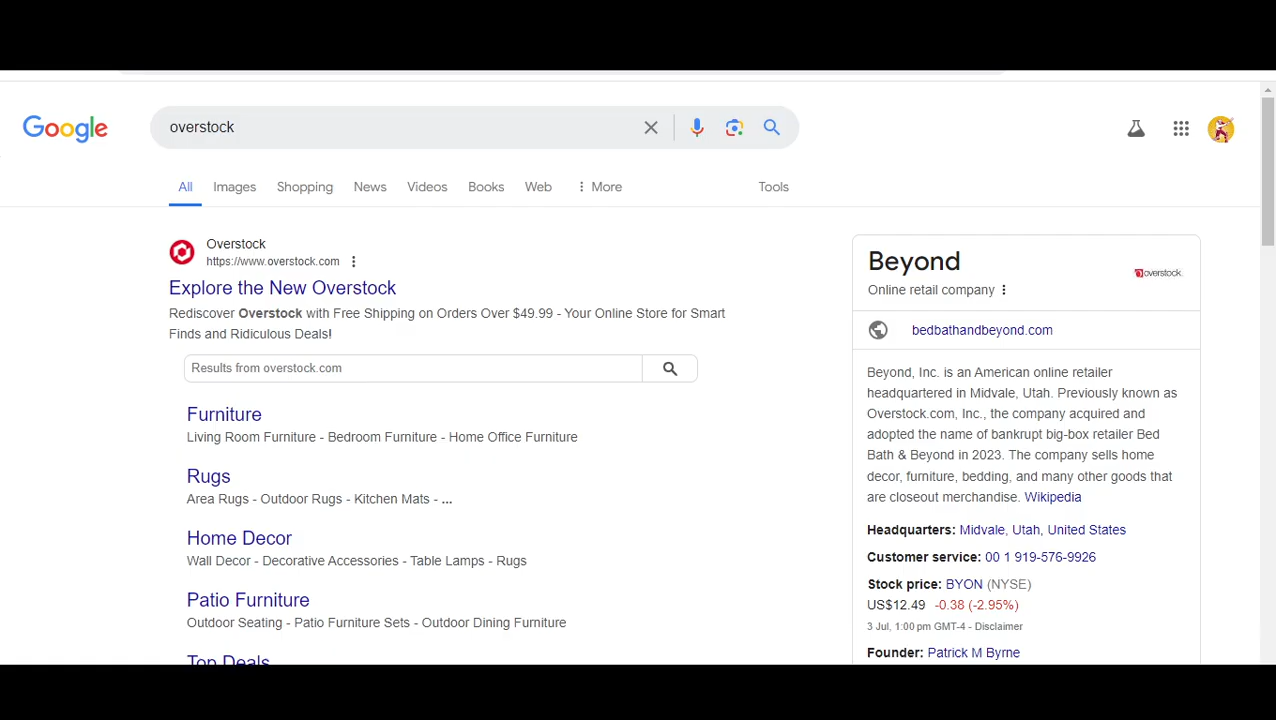 Google
overstock
All
Images
Shopping
News
Videos
Books
Web
More
Tools
Overstock
https://www.overstock.com
Explore the New Overstock
Rediscover Overstock with Free Shipping on Orders Over $49.99 - Your Online Store for Smart
Finds and Ridiculous Deals!
Results from overstock.com
Furniture
Living Room Furniture - Bedroom Furniture - Home Office Furniture
Rugs
Area Rugs - Outdoor Rugs - Kitchen Mats - ...
Home Decor
Wall Decor - Decorative Accessories - Table Lamps - Rugs
Patio Furniture
Outdoor Seating - Patio Furniture Sets - Outdoor Dining Furniture
Top Deals
Beyond
overstock
Online retail company
bedbathandbeyond.com
Beyond, Inc. is an American online retailer
headquartered in Midvale, Utah. Previously known as
Overstock.com, Inc., the company acquired and
adopted the name of bankrupt big-box retailer Bed
Bath & Beyond in 2023. The company sells home
decor, furniture, bedding, and many other goods that
are closeout merchandise. Wikipedia
Headquarters: Midvale, Utah, United States
Customer service: 00 1 919-576-9926
Stock price: BYON (NYSE)
US$12.49 -0.38 (-2.95%)
3 Jul, 1:00 pm GMT-4 - Disclaimer
Founder: Patrick M Byrne